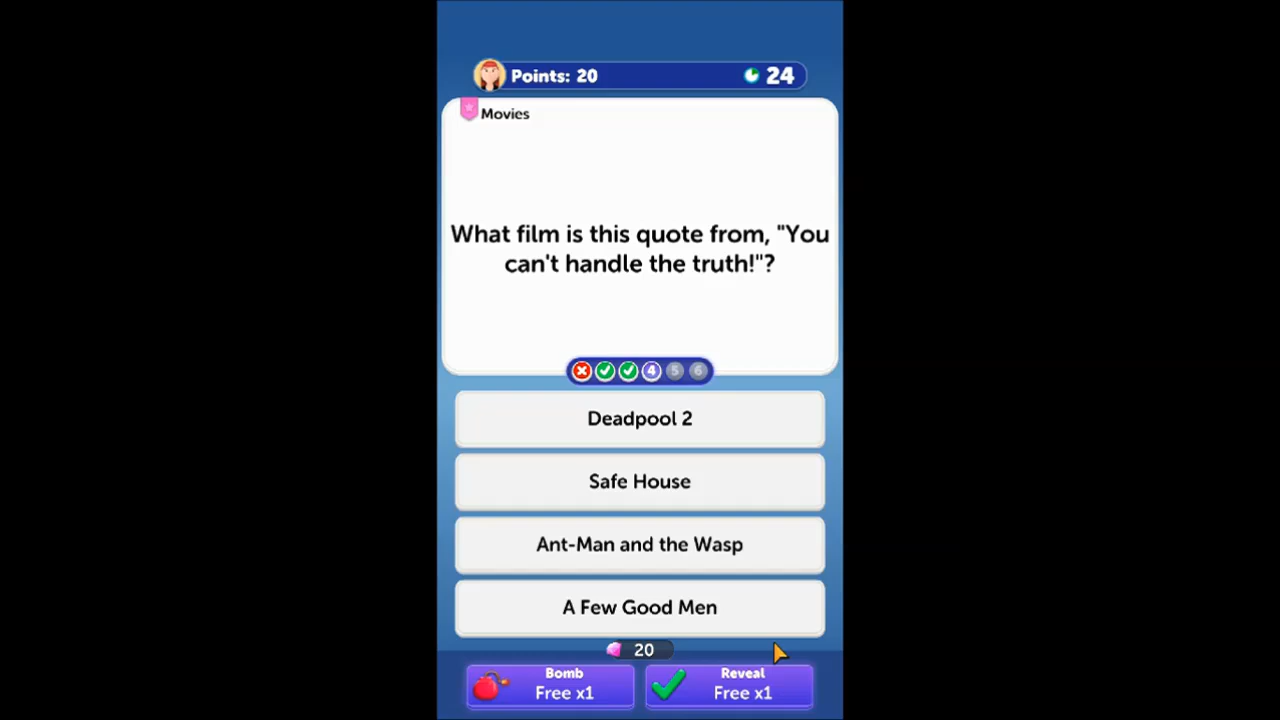 Points: 20
24
Movies
What film is this quote from, "You
can't handle the truth!"?
4 5 6
Deadpool 2
Safe House
Ant-Man and the Wasp
A Few Good Men
20
Bomb
Free x1
Reveal
Free x1